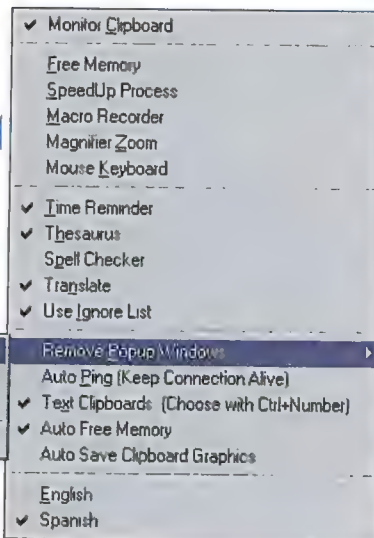 Monitor Clipboard
Free Memory
SpeedUp Process
Macro Recorder
Magnifier Zoom
Mouse Keyboard
Time Reminder
Thesaurus
Spell Checker
Translate
Use Ignore List
Remove Popup Windows
Auto Ping (Keep Connection Alive)
Text Clipboards (Choose with Ctrl+Number)
Auto Free Memory
Auto Save Clipboard Graphics
English
Spanish